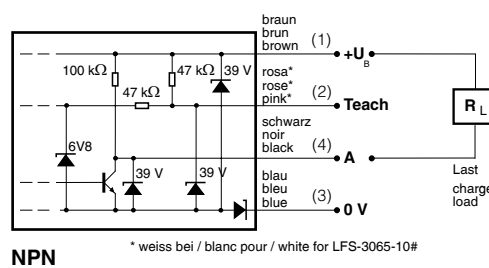 braun
brun
brown
(1)
+U B
100 kΩ
47 kΩ
39 V
rosa*
rose*
pink*
(2)
Teach
47 kΩ
R L
schwarz
noir
black
(4)
A
6V8
39 V
39 V
Last
charge
load
blau
bleu
blue
(3)
0 V
* weiss bei / blanc pour / white for LFS-3065-10#
NPN